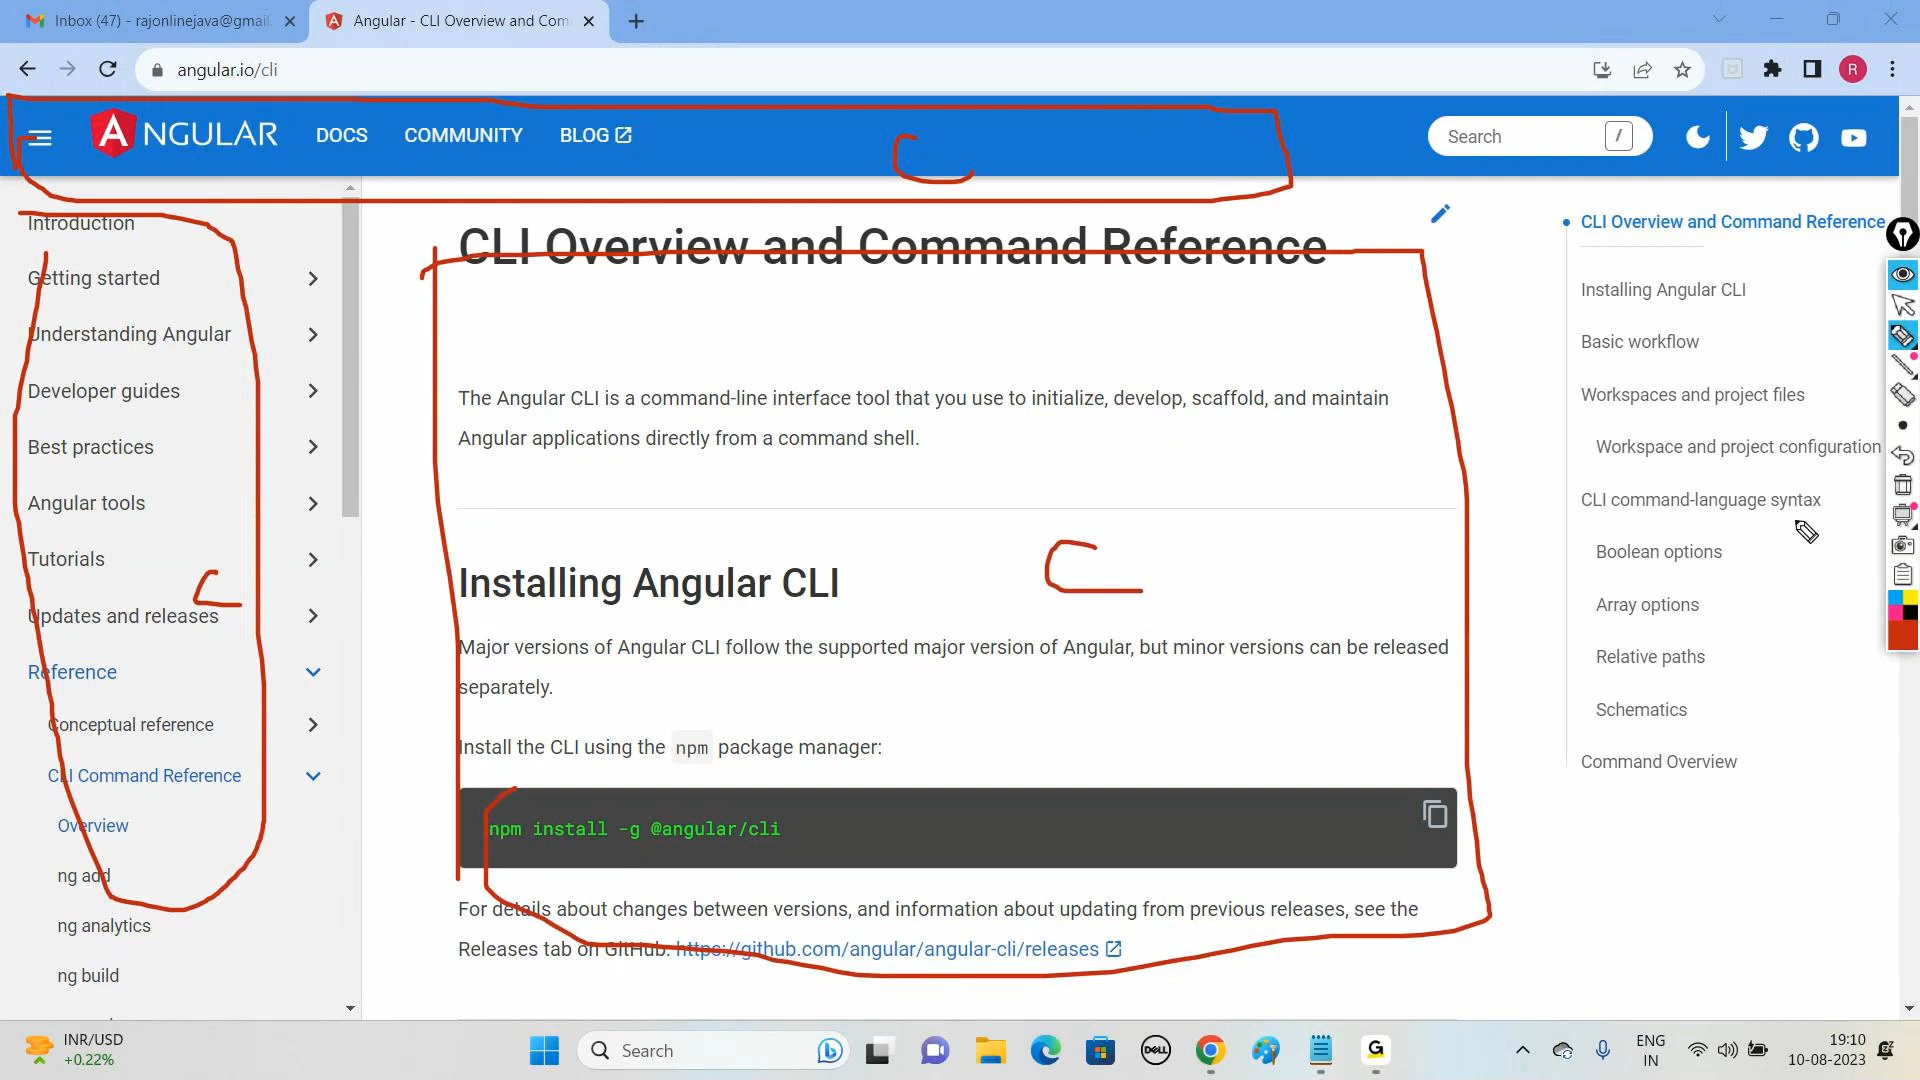 Inbox (47) - rajonlinejava@gmail.
Angular - CLI Overview and Com
angular.io/cli
R
ANGULAR
DOCS
COMMUNITY
BLOG
Search
/
C
Introduction
Getting started
Understanding Angular
Developer guides
Best practices
Angular tools
Tutorials
C
Updates and releases
Reference
Conceptual reference
CLI Command Reference
Overview
ng add
ng analytics
ng build
CLI Overview and Command Reference
The Angular CLI is a command-line interface tool that you use to initialize, develop, scaffold, and maintain
Angular applications directly from a command shell.
Installing Angular CLI
C
Major versions of Angular CLI follow the supported major version of Angular, but minor versions can be released
separately.
Install the CLI using the npm package manager:
npm install -g @angular/cli
For details about changes between versions, and information about updating from previous releases, see the
Releases tab on GitHub: https://github.com/angular/angular-cli/releases
CLI Overview and Command Reference
Installing Angular CLI
Basic workflow
Workspaces and project files
Workspace and project configuration
CLI command-language syntax
Boolean options
Array options
Relative paths
Schematics
Command Overview
INR/USD
+0.22%
Search
DELL
G
ENG
IN
19:10
10-08-2023